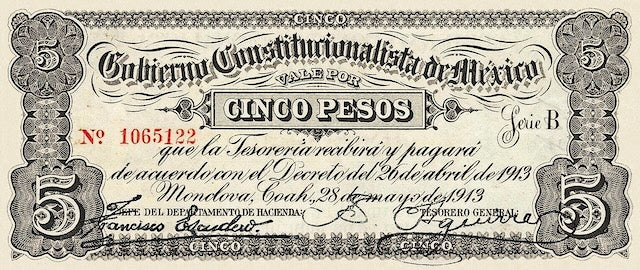 CINCO
5 5
Gobierno Constitucionalista de Mexico
VALE POR
CINCO PESOS
Serie B
Nº 1065122
que la Tesorería recibirá y pagará
de acuerdo con el Decreto del 26 de abril de 1913
Monclova, Coah, 28 de mayo de 1913
JEFE DEL DEPARTAMENTO DE HACIENDA: TESORERO GENERAL:
Francisco Escudero
5 5
CINCO CINCO